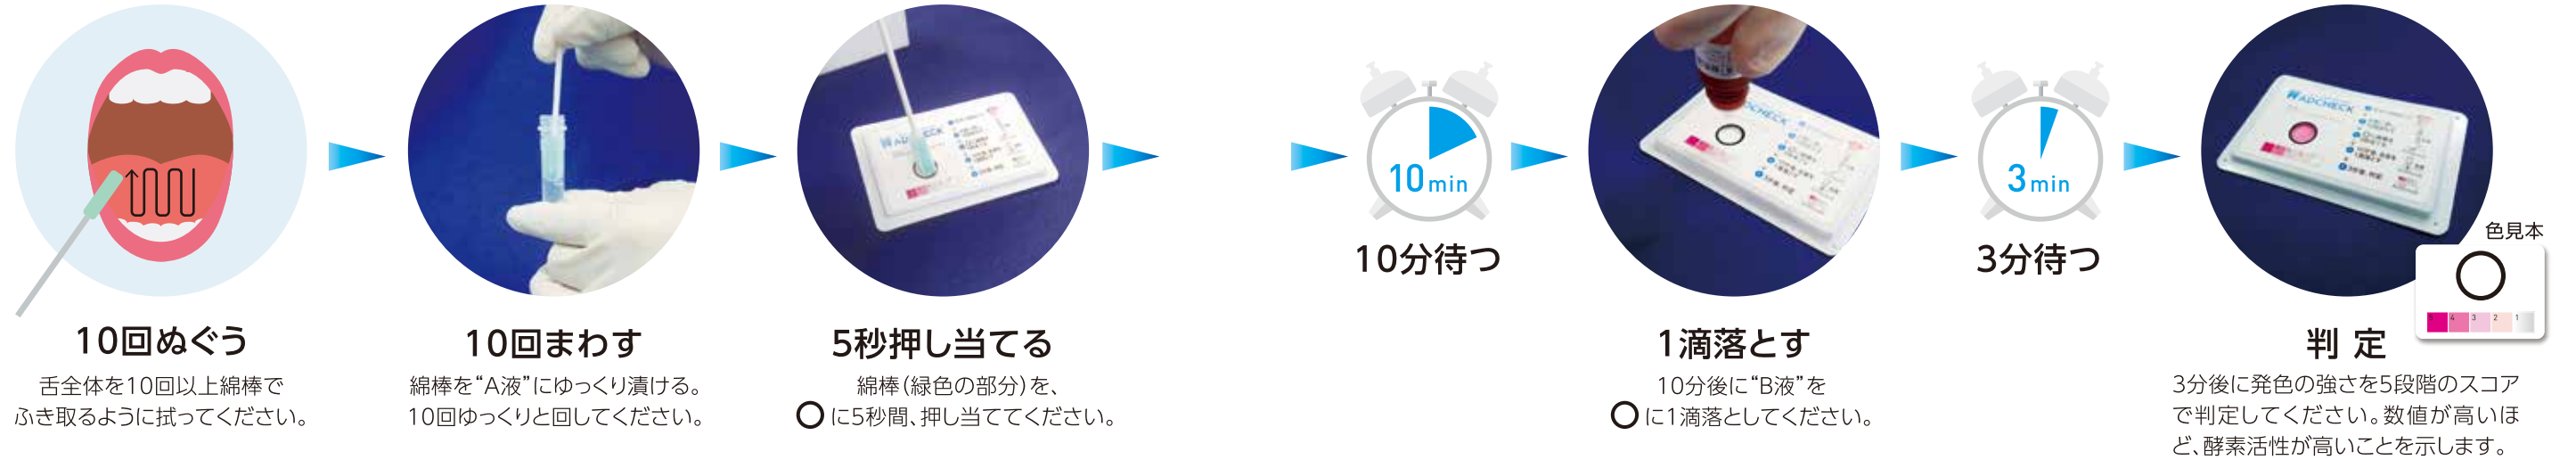 10回ぬぐう
舌全体を10回以上綿棒で
ふき取るように拭ってください。
10回まわす
綿棒を“A液”にゆっくり漬ける。
10回ゆっくりと回してください。
ADCHECK
5秒押し当てる
綿棒(緑色の部分)を、
○に5秒間、押し当ててください。
10min
10分待つ
ADCHECK
1滴落とす
10分後に“B液”を
○に1滴落としてください。
3min
3分待つ
ADCHECK
色見本
5 4 3 2 1
判定
3分後に発色の強さを5段階のスコア
で判定してください。数値が高いほ
ど、酵素活性が高いことを示します。